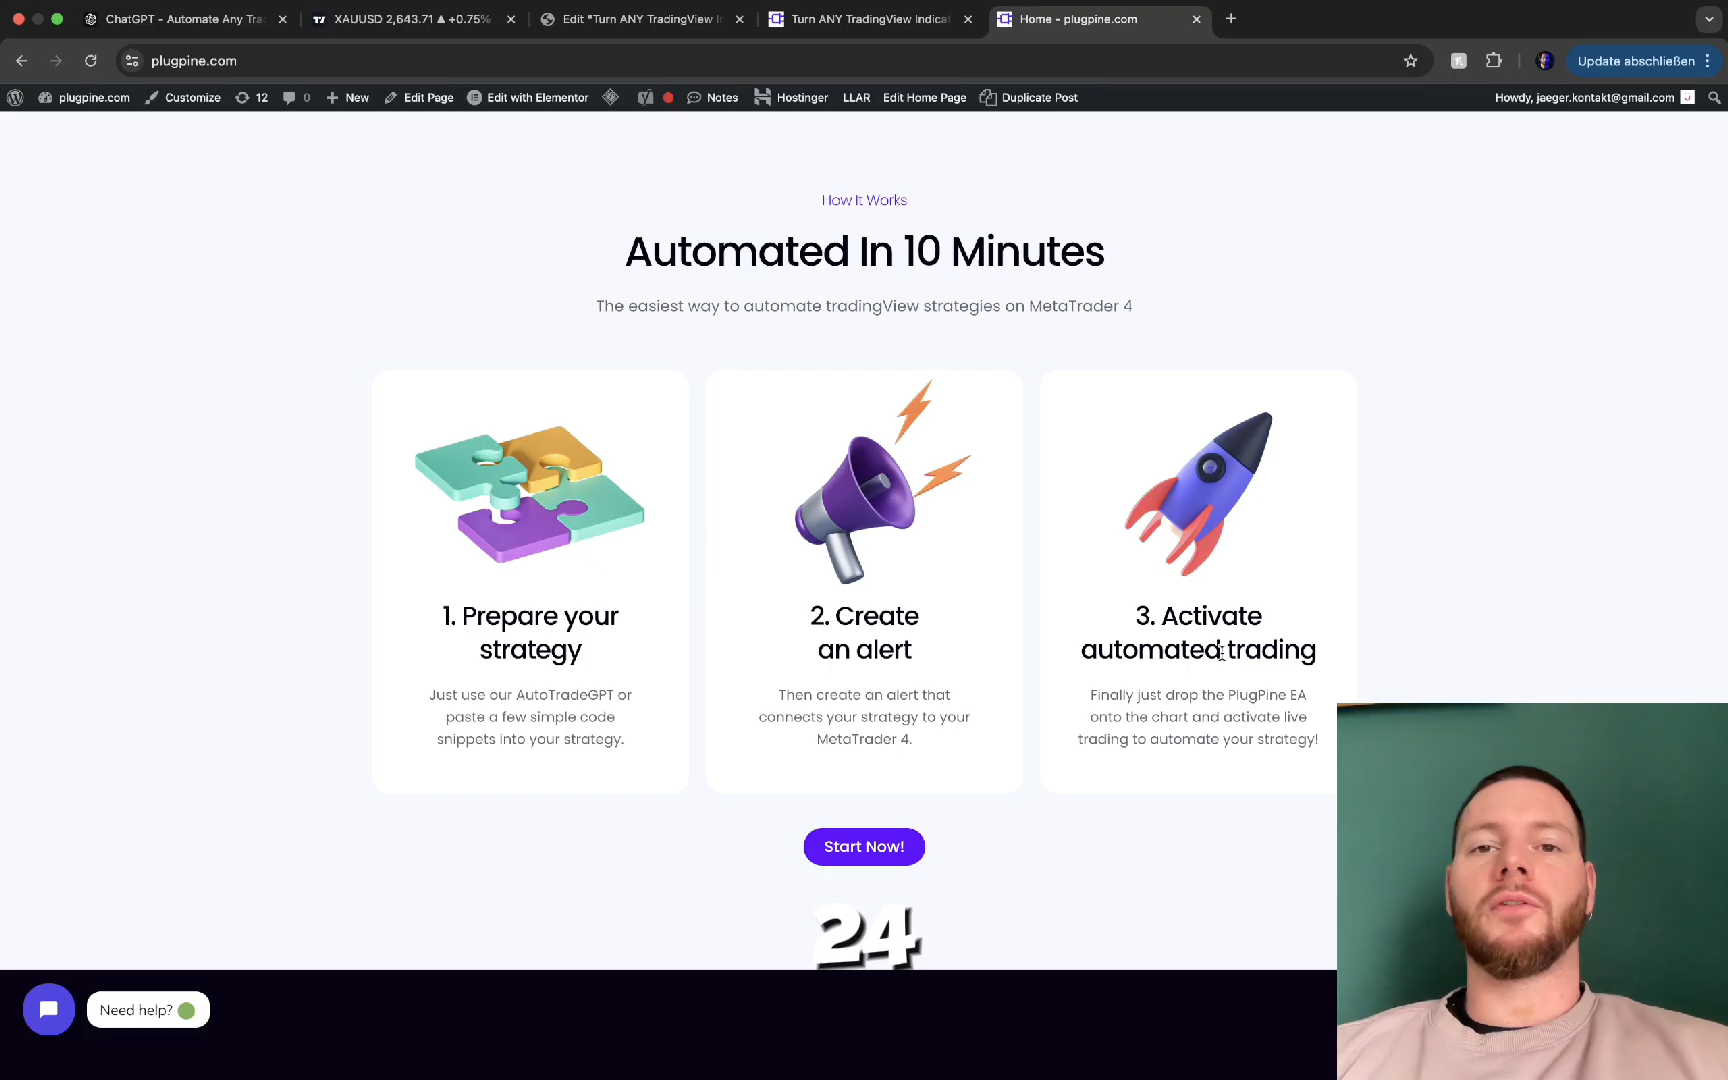 ChatGPT - Automate Any Tra
XAUUSD 2,643.71 ▲ +0.75%
Edit "Turn ANY TradingView In
Turn ANY TradingView Indicat
Home - plugpine.com
plugpine.com
Update abschließen
plugpine.com
Customize
12
0
New
Edit Page
Edit with Elementor
Notes
Hostinger
LLAR
Edit Home Page
Duplicate Post
Howdy, jaeger.kontakt@gmail.com
How It Works
Automated In 10 Minutes
The easiest way to automate tradingView strategies on MetaTrader 4
1. Prepare your
strategy
Just use our AutoTradeGPT or
paste a few simple code
snippets into your strategy.
2. Create
an alert
Then create an alert that
connects your strategy to your
MetaTrader 4.
3. Activate
automated trading
Finally just drop the PlugPine EA
onto the chart and activate live
trading to automate your strategy!
Start Now!
24
Need help?